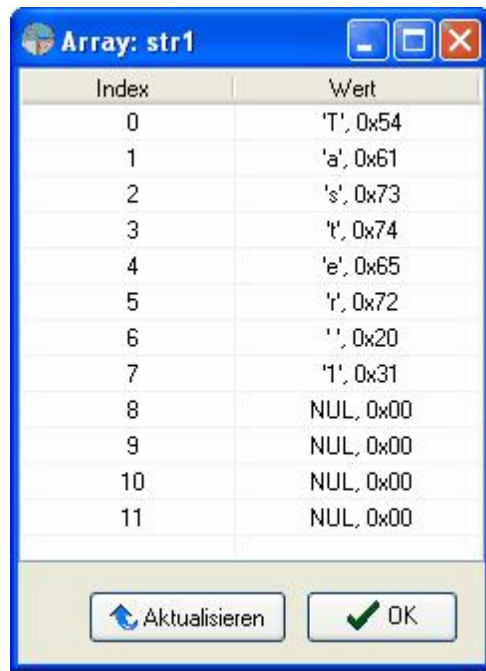 Array: str1
Index Wert
0 'T', 0x54
1 'a', 0x61
2 's', 0x73
3 't', 0x74
4 'e', 0x65
5 'r', 0x72
6 ' ', 0x20
7 '1', 0x31
8 NUL, 0x00
9 NUL, 0x00
10 NUL, 0x00
11 NUL, 0x00
Aktualisieren OK